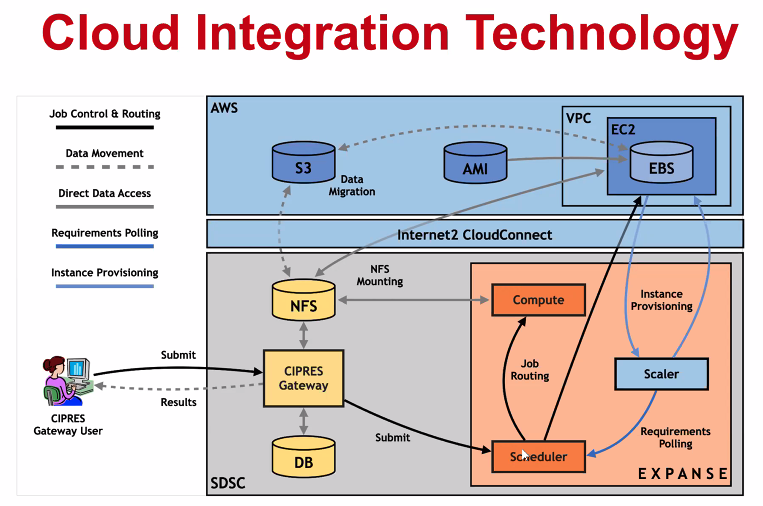 Cloud Integration Technology
Job Control & Routing
Data Movement
Direct Data Access
Requirements Polling
Instance Provisioning
AWS
VPC
EC2
S3
AMI
EBS
Data
Migration
Internet2 CloudConnect
NFS
NFS
Mounting
Compute
Instance
Provisioning
CIPRES
Gateway
Submit
Results
CIPRES
Gateway User
Job
Routing
Scaler
Submit
Requirements
Polling
DB
Scheduler
EXPANSE
SDSC